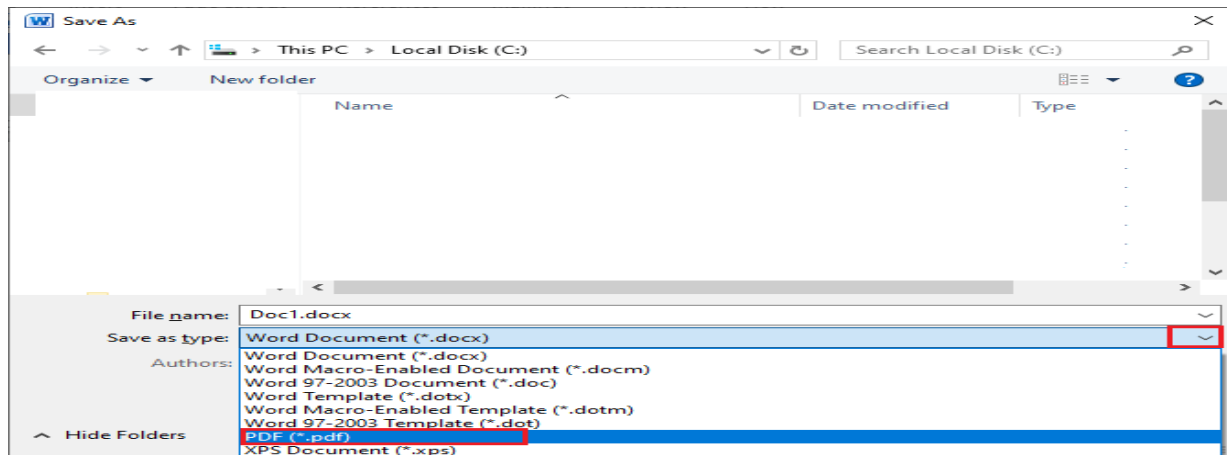 Save As
This PC > Local Disk (C:)
Search Local Disk (C:)
Organize
New folder
Name
Date modified
Type
File name: Doc1.docx
Save as type: Word Document (*.docx)
Authors:
Word Document (*.docx)
Word Macro-Enabled Document (*.docm)
Word 97-2003 Document (*.doc)
Word Template (*.dotx)
Word Macro-Enabled Template (*.dotm)
Word 97-2003 Template (*.dot)
Hide Folders
PDF (*.pdf)
XPS Document (*.xps)